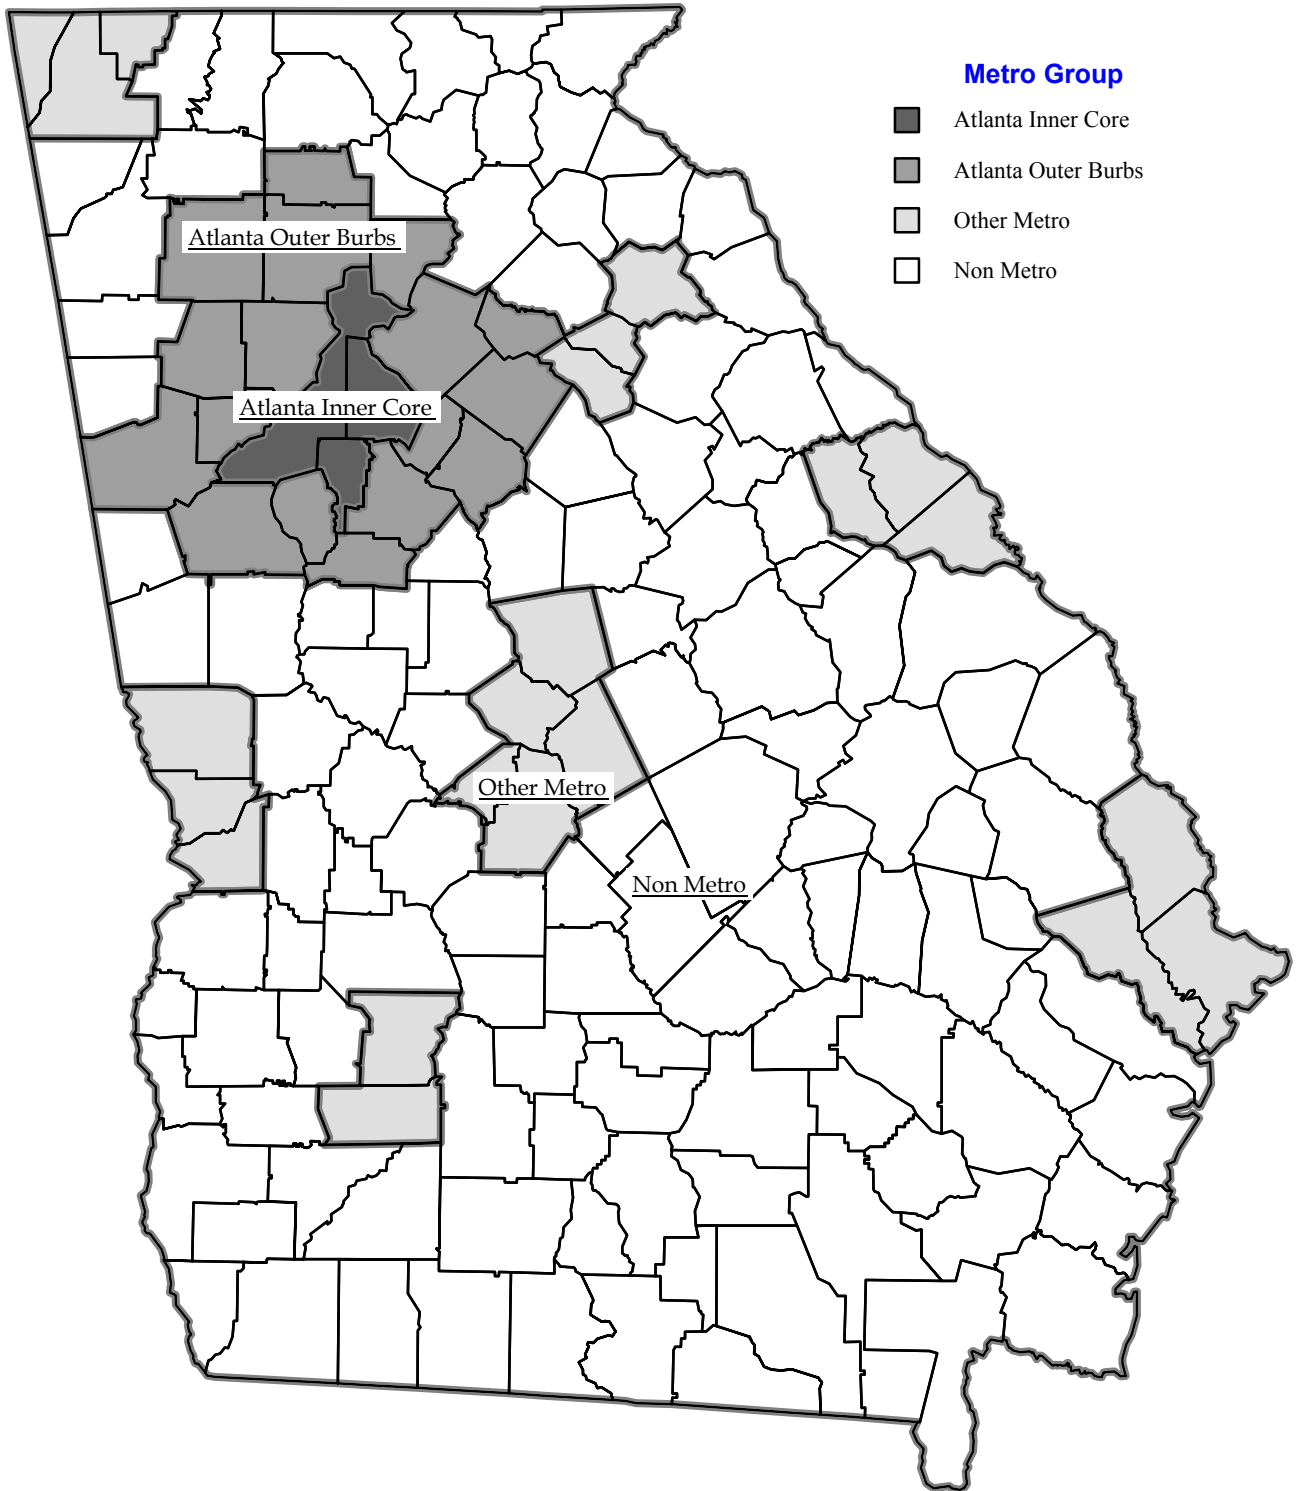 Metro Group
Atlanta Inner Core
Atlanta Outer Burbs
Other Metro
Non Metro
Atlanta Outer Burbs
Atlanta Inner Core
Other Metro
Non Metro